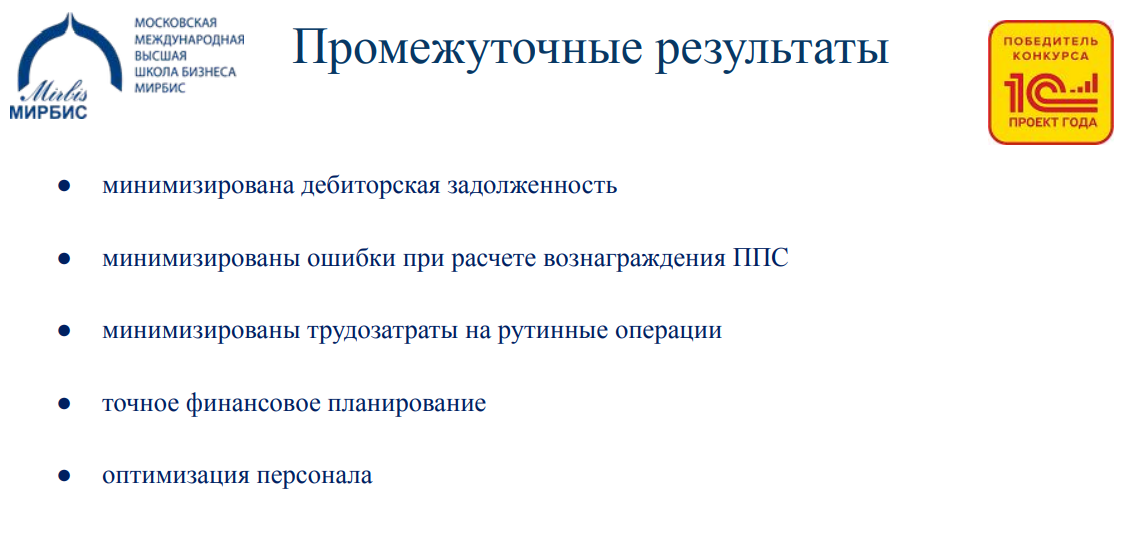 МОСКОВСКАЯ
МЕЖДУНАРОДНАЯ
ВЫСШАЯ
ШКОЛА БИЗНЕСА
МИРБИС
Mirbis
МИРБИС
Промежуточные результаты
ПОБЕДИТЕЛЬ
КОНКУРСА
1С
ПРОЕКТ ГОДА
● минимизирована дебиторская задолженность
● минимизированы ошибки при расчете вознаграждения ППС
● минимизированы трудозатраты на рутинные операции
● точное финансовое планирование
● оптимизация персонала